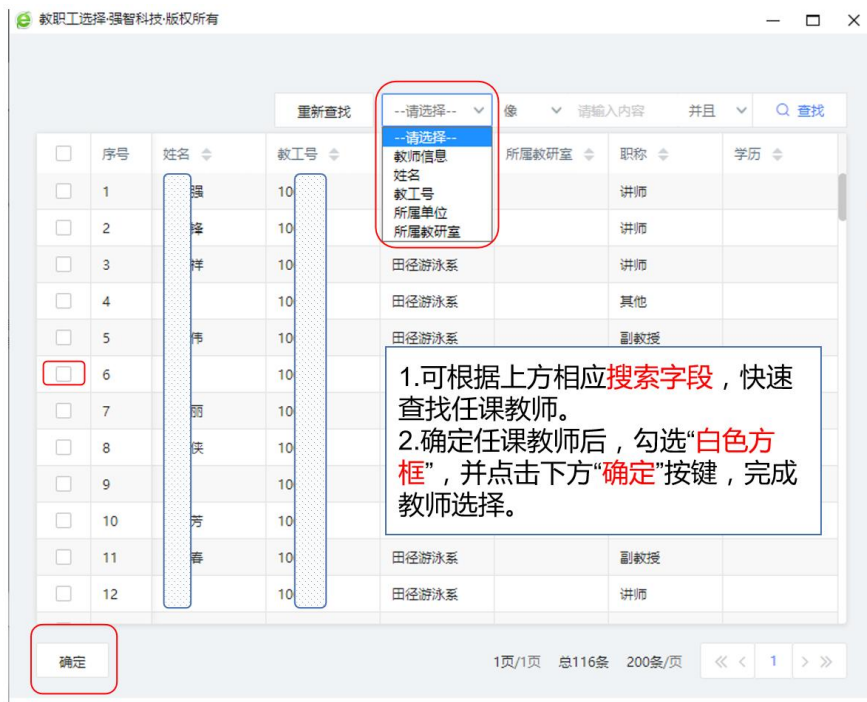 教职工选择·强智科技·版权所有
重新查找 --请选择-- 像 请输入内容 并且 查找
--请选择--
教师信息
姓名
教工号
所属单位
所属教研室
序号 姓名 教工号 所属教研室 职称 学历
1 强 10 讲师
2 锋 10 讲师
3 祥 10 田径游泳系 讲师
4 10 田径游泳系 其他
5 伟 10 田径游泳系 副教授
6 10
7 丽 10
8 侠 10
9 10
10 芳 10
11 春 10 田径游泳系 副教授
12 10 田径游泳系 讲师
1.可根据上方相应搜索字段，快速
查找任课教师。
2.确定任课教师后，勾选“白色方
框”，并点击下方“确定”按键，完成
教师选择。
确定 1页/1页 总116条 200条/页 1